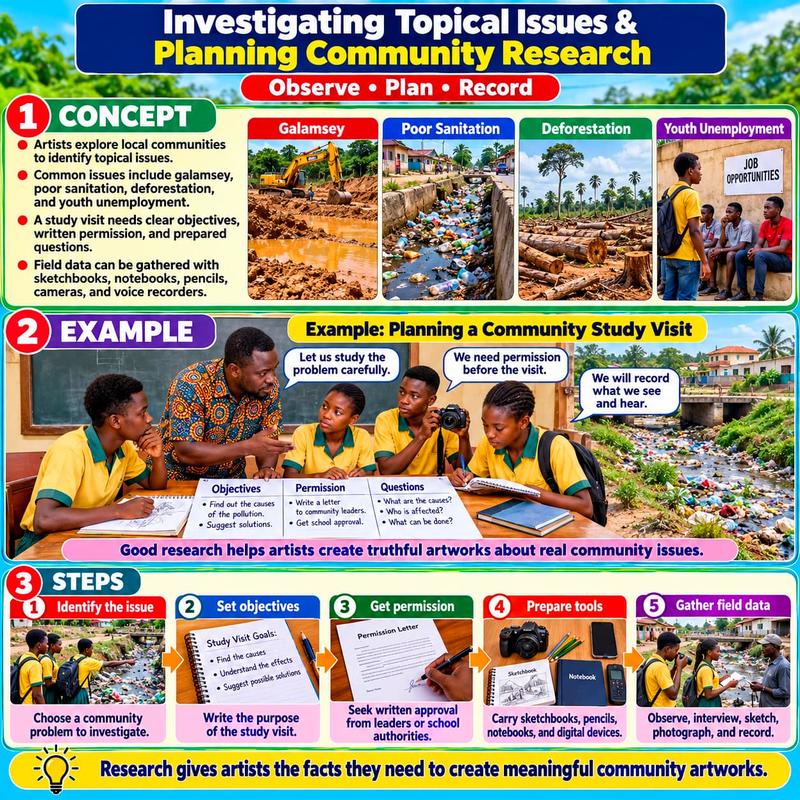 Investigating Topical Issues &
Planning Community Research
Observe • Plan • Record
1 CONCEPT
• Artists explore local communities
to identify topical issues.
• Common issues include galamsey,
poor sanitation, deforestation,
and youth unemployment.
• A study visit needs clear objectives,
written permission, and prepared
questions.
• Field data can be gathered with
sketchbooks, notebooks, pencils,
cameras, and voice recorders.
Galamsey
Poor Sanitation
Deforestation
Youth Unemployment
JOB
OPPORTUNITIES
2 EXAMPLE
Example: Planning a Community Study Visit
Let us study the
problem carefully.
We need permission
before the visit.
We will record
what we see
and hear.
Objectives
• Find out the causes
of the pollution.
• Suggest solutions.
Permission
• Write a letter
to community leaders.
• Get school approval.
Questions
• What are the causes?
• Who is affected?
• What can be done?
Good research helps artists create truthful artworks about real community issues.
3 STEPS
1 Identify the issue
Choose a community
problem to investigate.
2 Set objectives
Study Visit Goals:
• Find the causes
• Understand the effects
• Suggest possible solutions
Write the purpose
of the study visit.
3 Get permission
Permission Letter
Seek written approval
from leaders or school
authorities.
4 Prepare tools
Sketchbook
Notebook
Carry sketchbooks, pencils,
notebooks, and digital devices.
5 Gather field data
Observe, interview, sketch,
photograph, and record.
Research gives artists the facts they need to create meaningful community artworks.